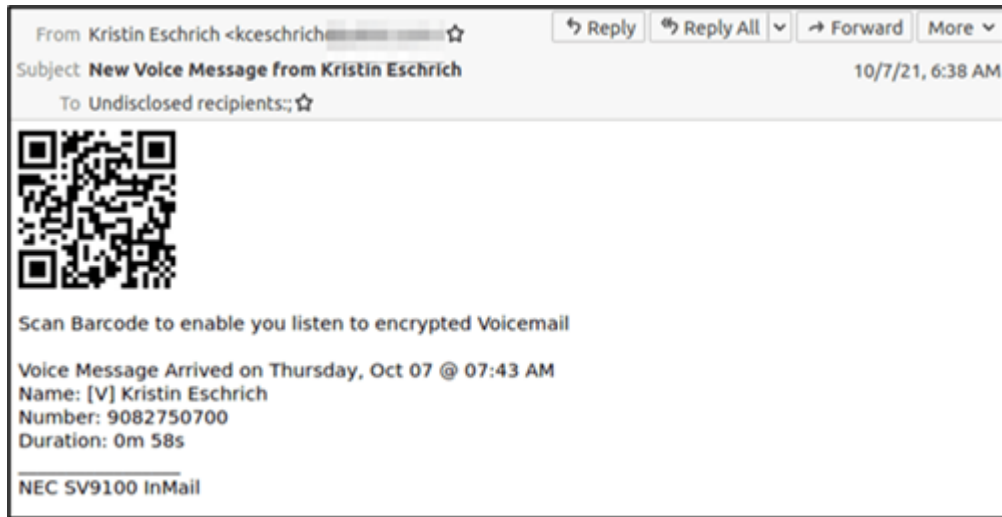 From Kristin Eschrich <kceschrich
Reply Reply All Forward More
Subject New Voice Message from Kristin Eschrich
10/7/21, 6:38 AM
To Undisclosed recipients:;
Scan Barcode to enable you listen to encrypted Voicemail
Voice Message Arrived on Thursday, Oct 07 @ 07:43 AM
Name: [V] Kristin Eschrich
Number: 9082750700
Duration: 0m 58s
NEC SV9100 InMail